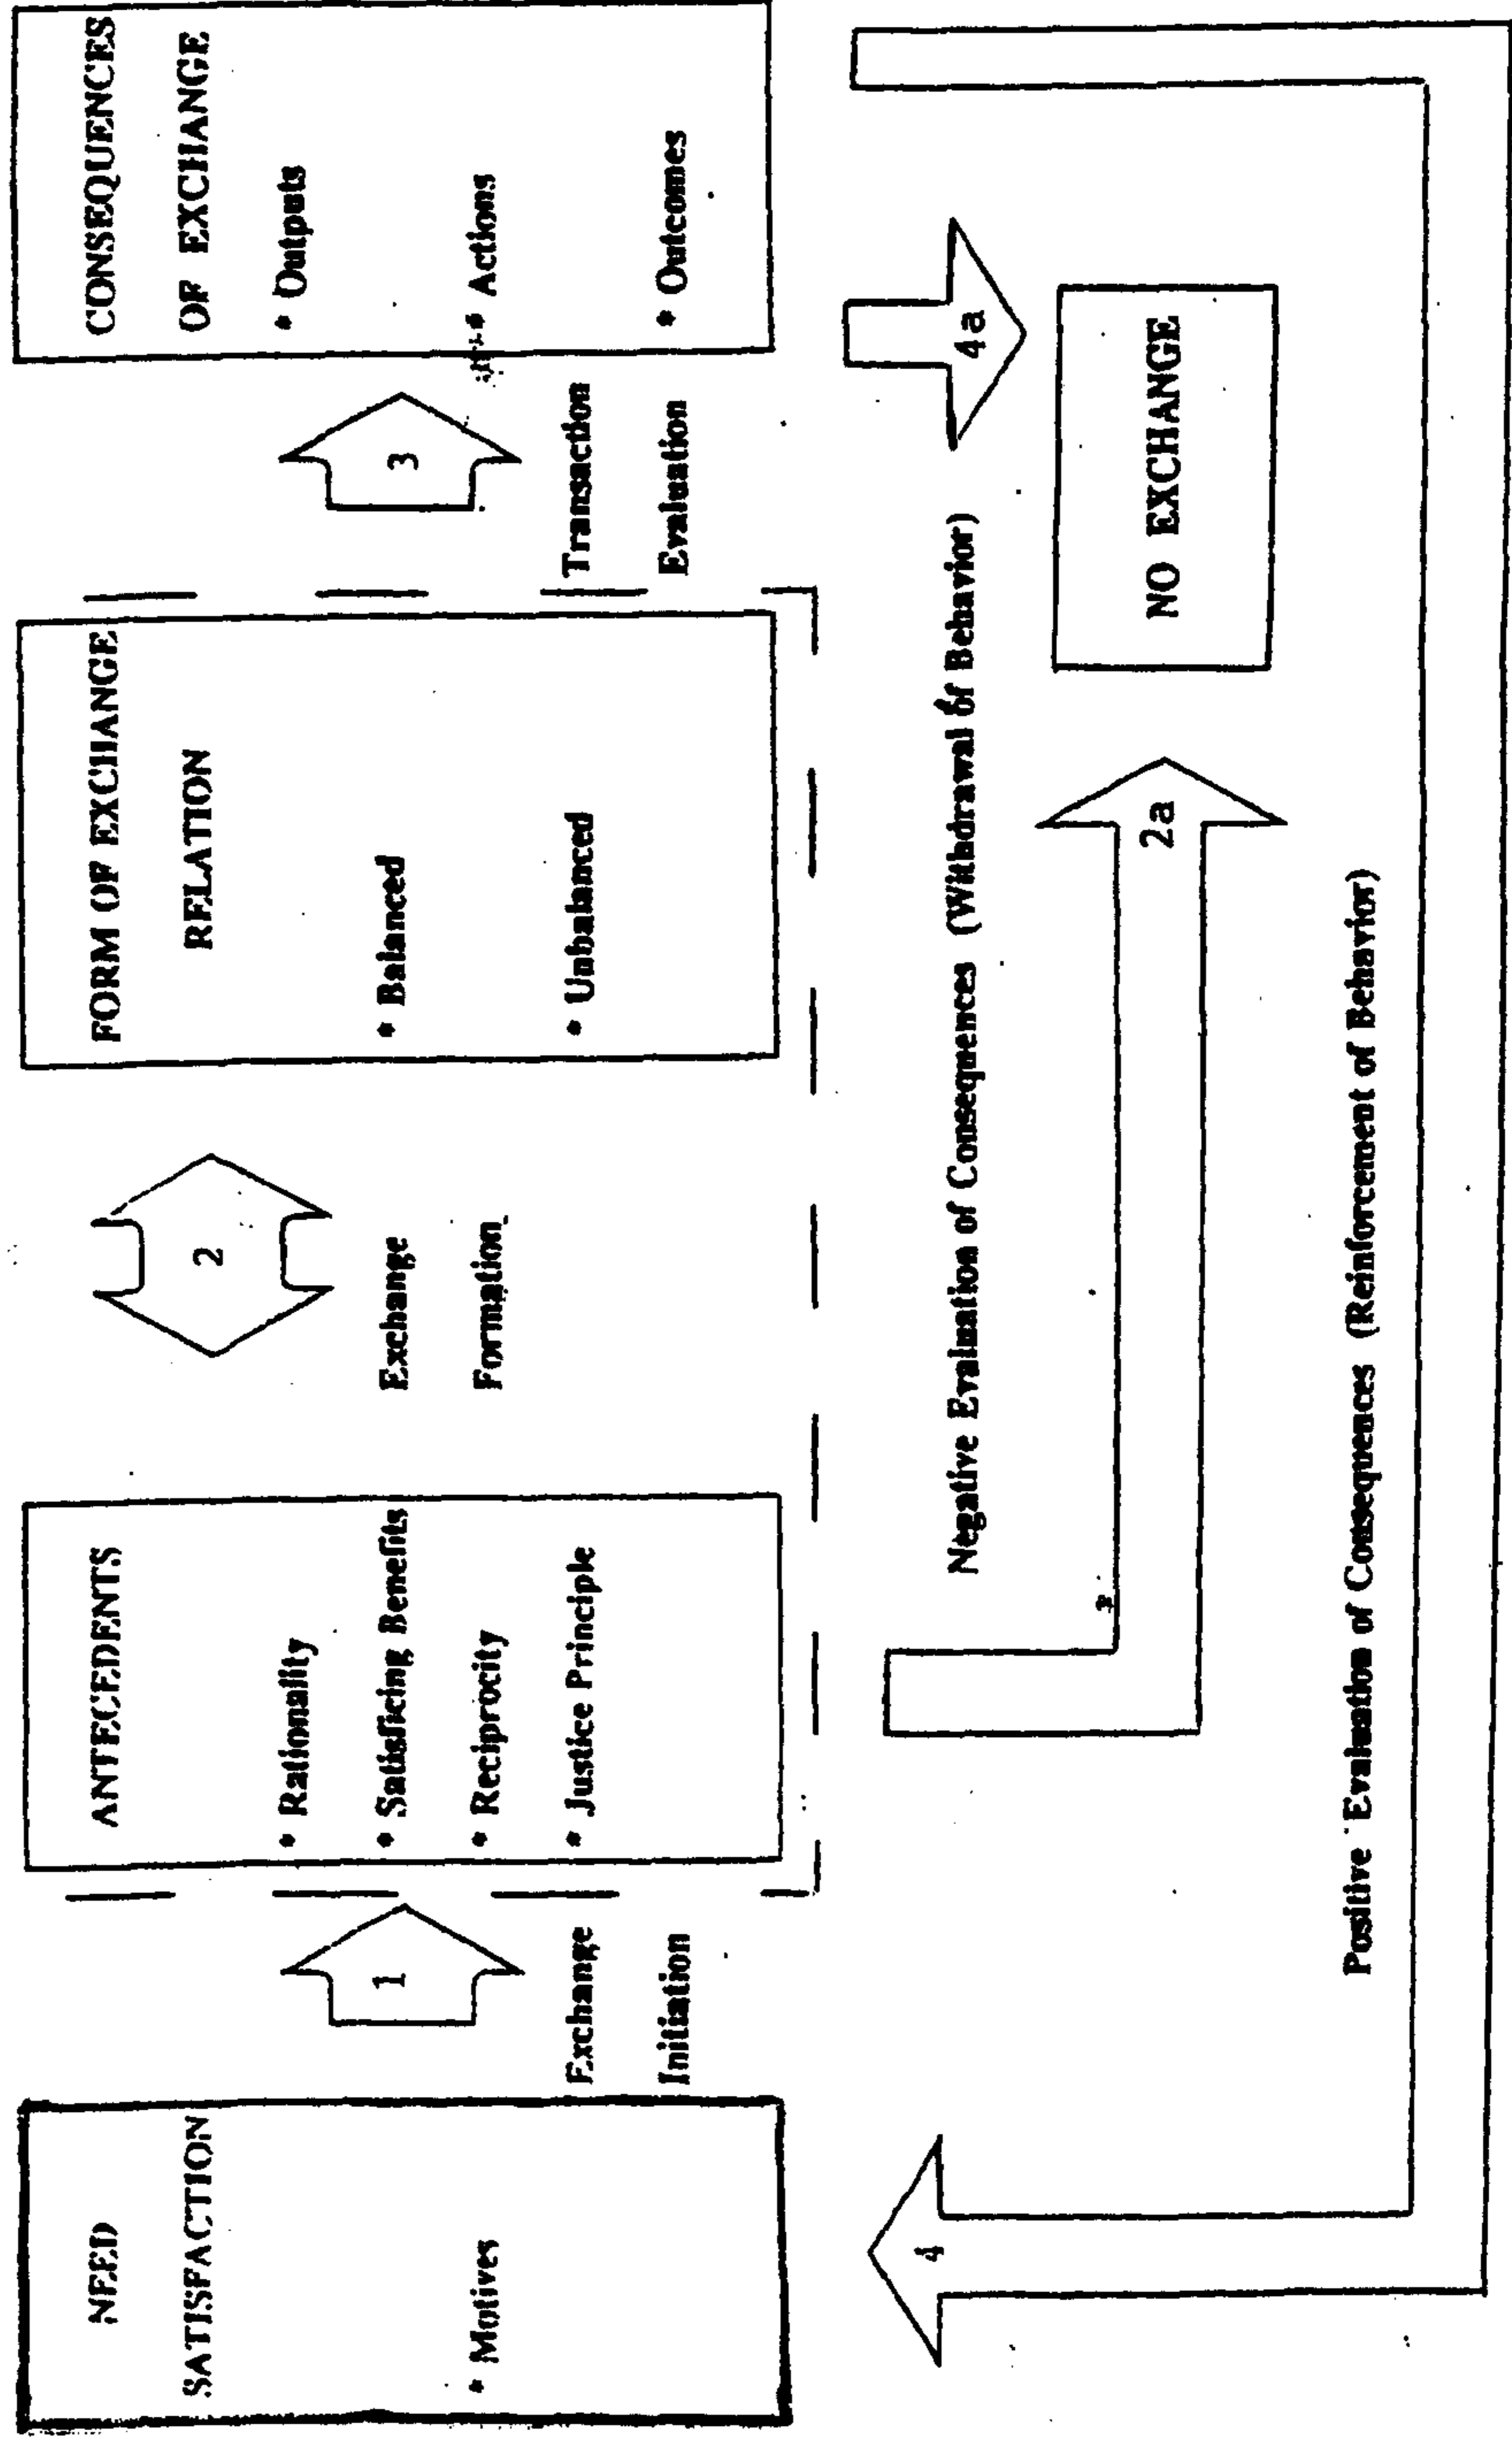 NEED
SATISFACTION
* Motives
1
Exchange
Initiation
ANTECEDENTS
* Rationality
* Satisficing Benefits
* Reciprocity
* Justice Principle
2
Exchange
Formation
FORM OF EXCHANGE
RELATION
* Balanced
* Unbalanced
3
Transaction
Evaluation
CONSEQUENCES
OF EXCHANGE
* Outputs
* Actions
* Outcomes
4a
Negative Evaluation of Consequences (Withdrawal of Behavior)
2a
NO EXCHANGE
4
Positive Evaluation of Consequences (Reinforcement of Behavior)